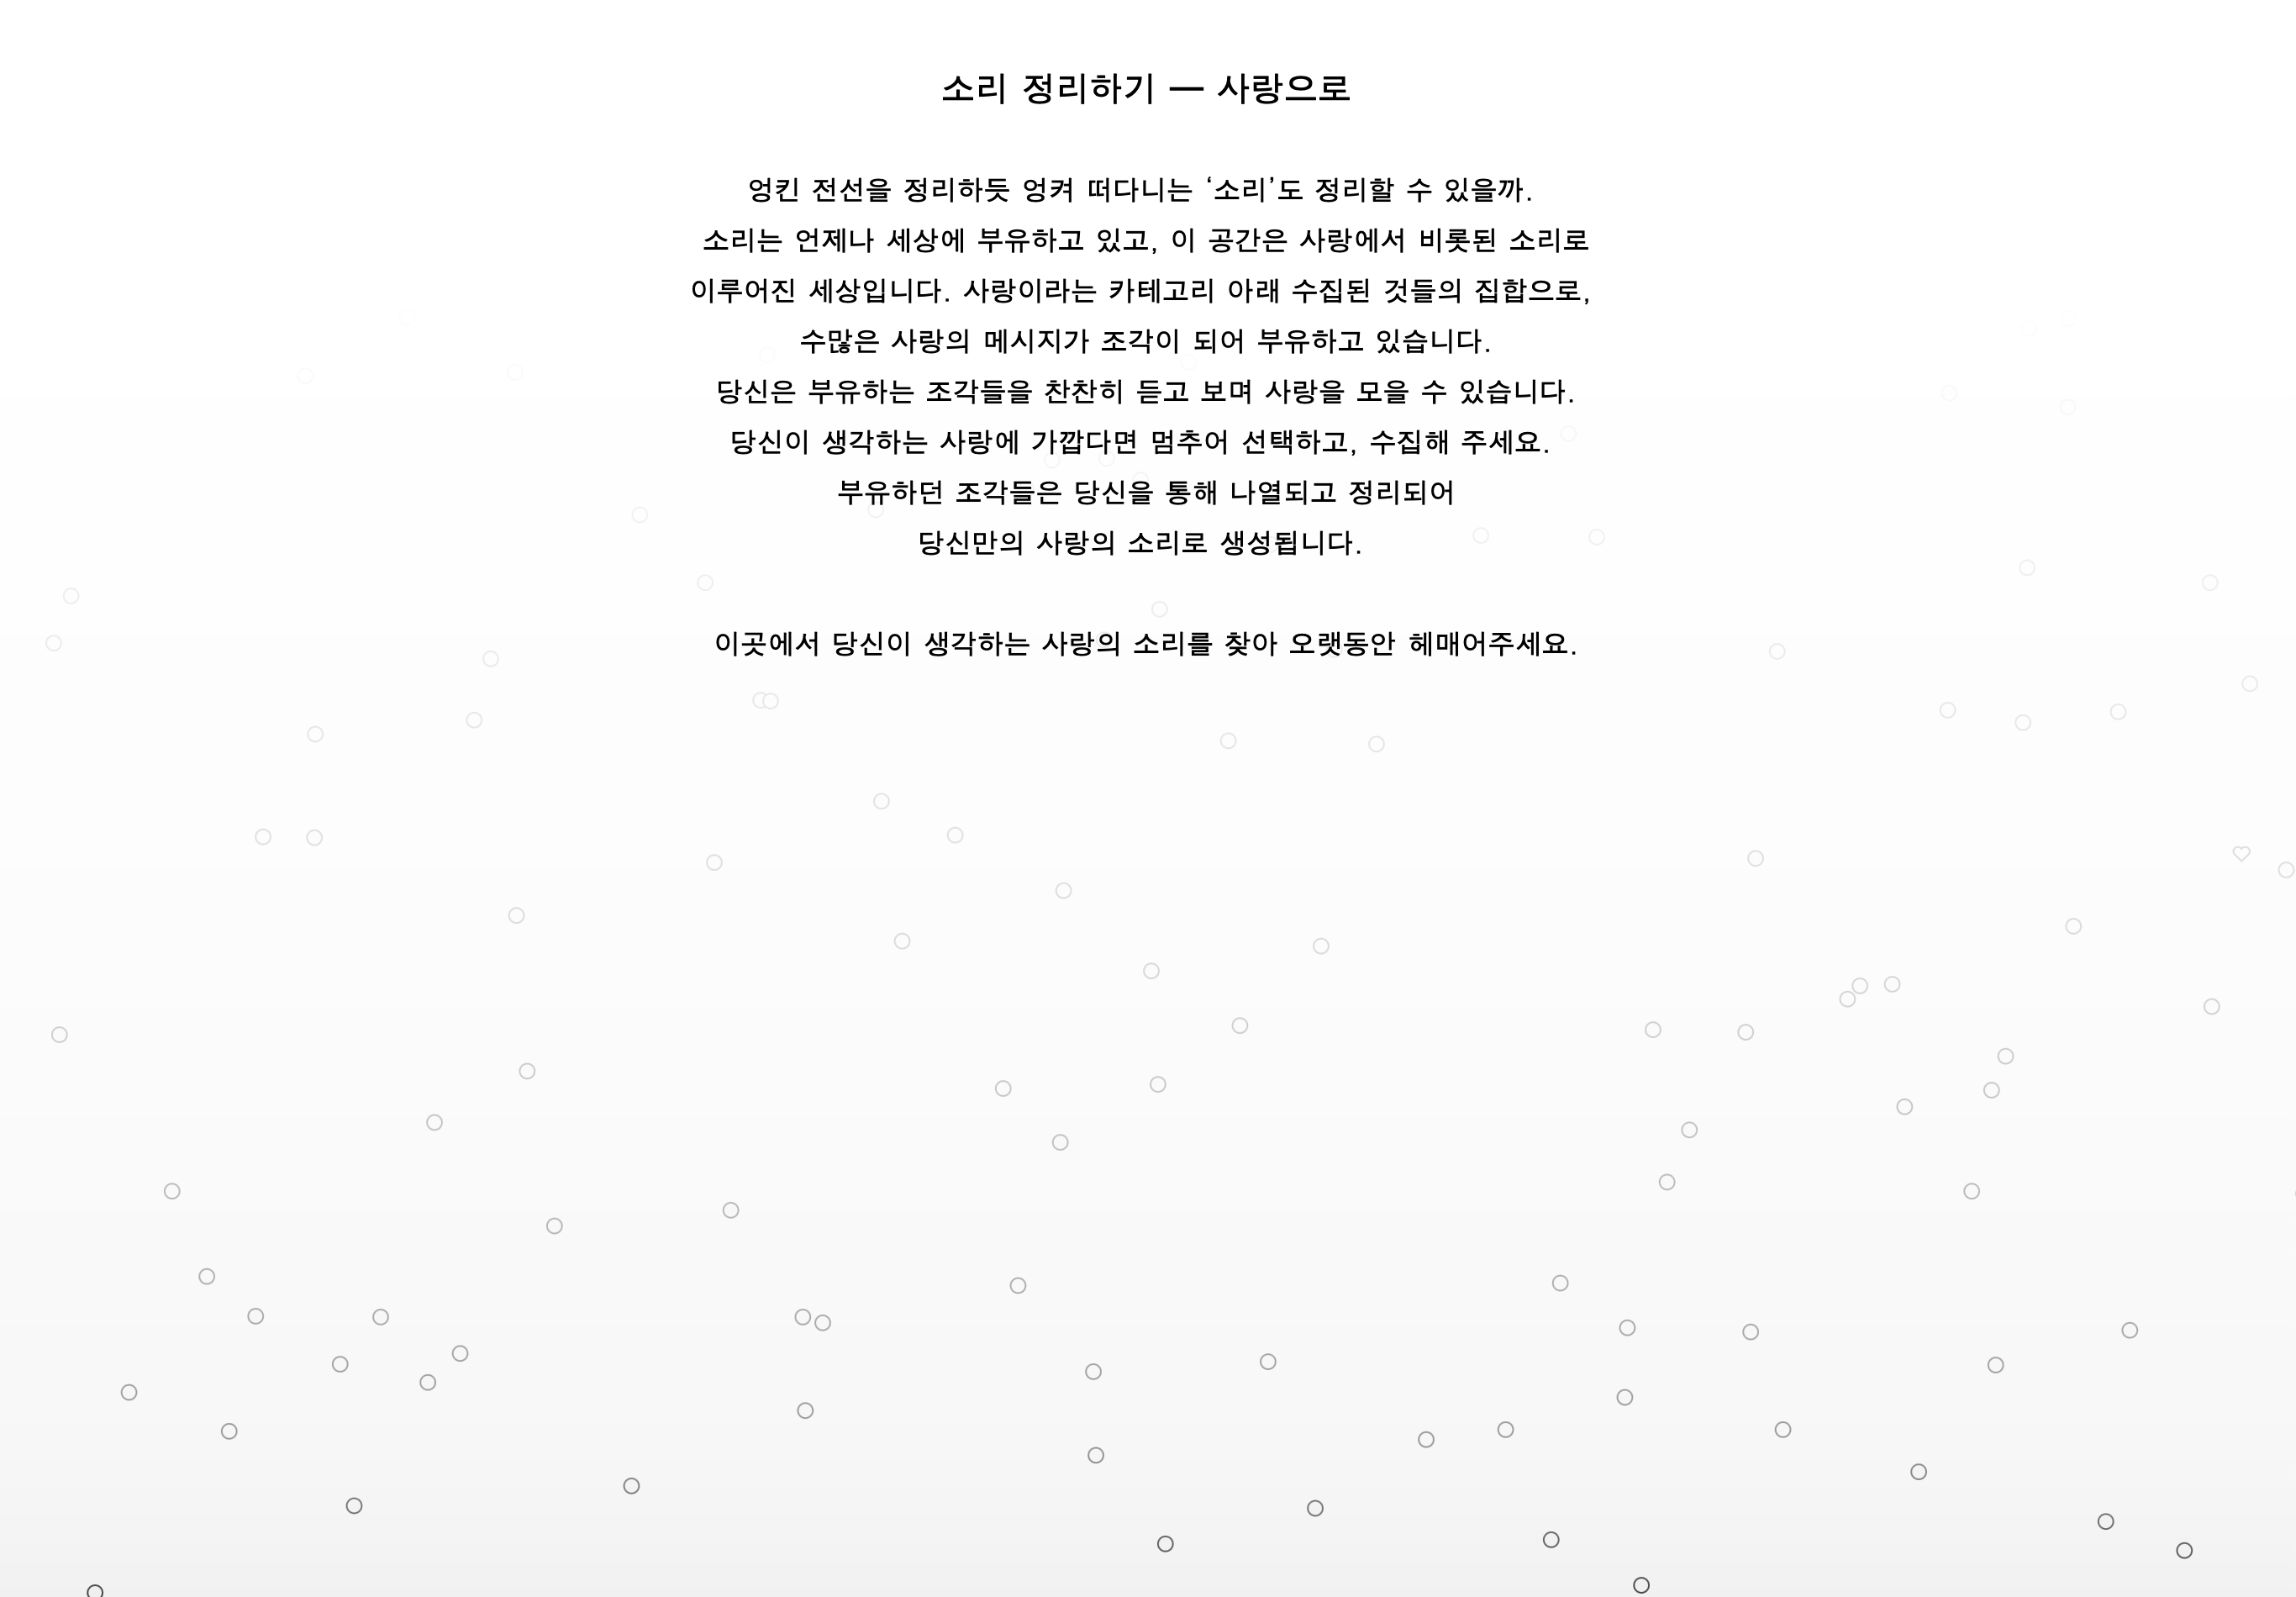 소리 정리하기 — 사랑으로
엉킨 전선을 정리하듯 엉켜 떠다니는 ‘소리’도 정리할 수 있을까.
소리는 언제나 세상에 부유하고 있고, 이 공간은 사랑에서 비롯된 소리로
이루어진 세상입니다. 사랑이라는 카테고리 아래 수집된 것들의 집합으로,
수많은 사랑의 메시지가 조각이 되어 부유하고 있습니다.
당신은 부유하는 조각들을 찬찬히 듣고 보며 사랑을 모을 수 있습니다.
당신이 생각하는 사랑에 가깝다면 멈추어 선택하고, 수집해 주세요.
부유하던 조각들은 당신을 통해 나열되고 정리되어
당신만의 사랑의 소리로 생성됩니다.
이곳에서 당신이 생각하는 사랑의 소리를 찾아 오랫동안 헤매어주세요.